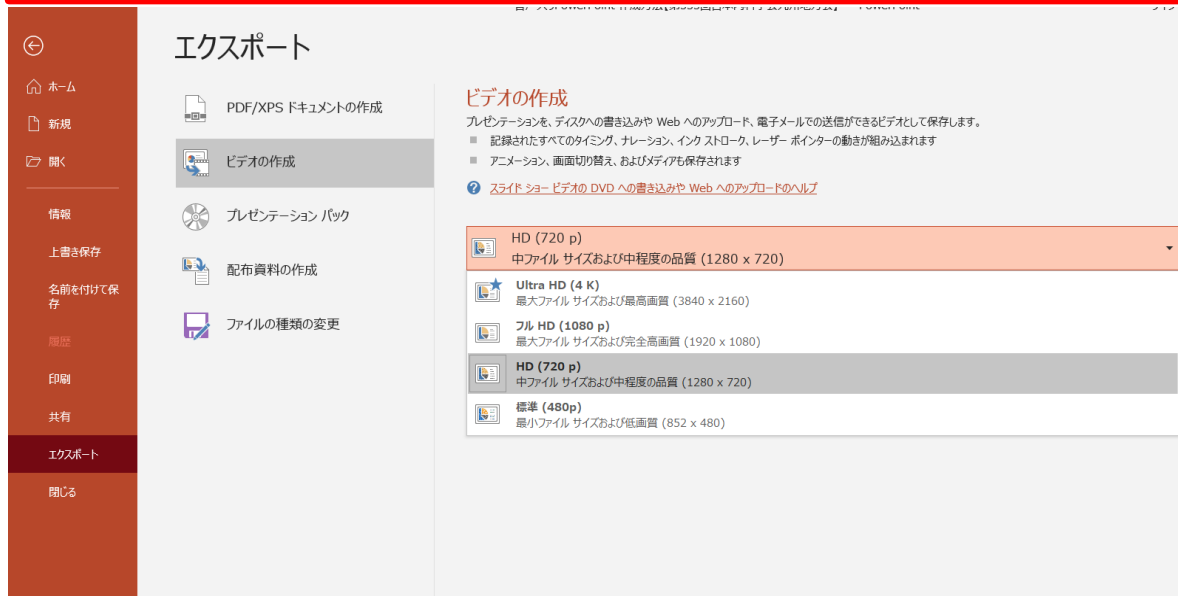 PowerPoint
エクスポート
ホーム
新規
開く
情報
上書き保存
名前を付けて保
存
履歴
印刷
共有
エクスポート
閉じる
PDF/XPS ドキュメントの作成
ビデオの作成
プレゼンテーション パック
配布資料の作成
ファイルの種類の変更
ビデオの作成
プレゼンテーションを、ディスクへの書き込みや Web へのアップロード、電子メールでの送信ができるビデオとして保存します。
記録されたすべてのタイミング、ナレーション、インク ストローク、レーザー ポインターの動きが組み込まれます
アニメーション、画面切り替え、およびメディアも保存されます
スライド ショー ビデオの DVD への書き込みや Web へのアップロードのヘルプ
HD (720 p)
中ファイル サイズおよび中程度の品質 (1280 x 720)
Ultra HD (4 K)
最大ファイル サイズおよび最高画質 (3840 x 2160)
フル HD (1080 p)
最大ファイル サイズおよび完全高画質 (1920 x 1080)
HD (720 p)
中ファイル サイズおよび中程度の品質 (1280 x 720)
標準 (480p)
最小ファイル サイズおよび低画質 (852 x 480)